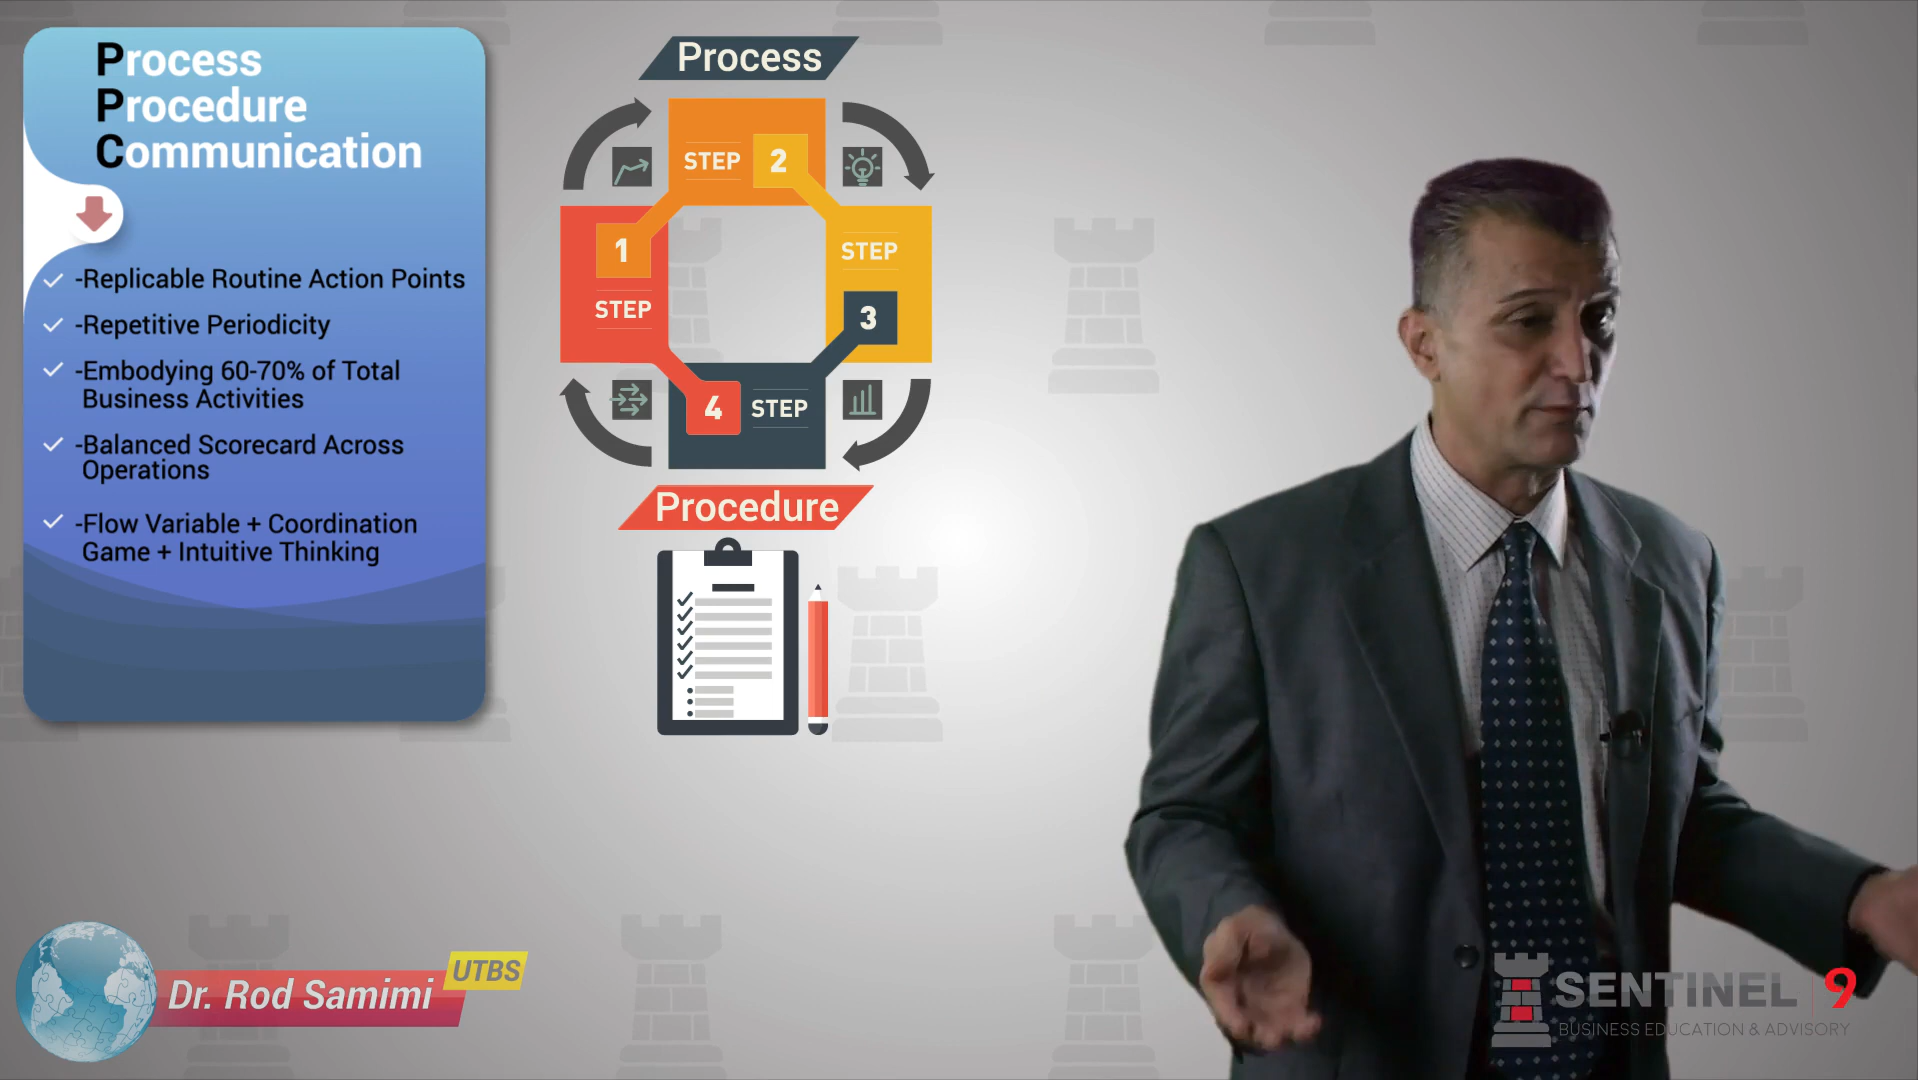 Process
Procedure
Communication
-Replicable Routine Action Points
-Repetitive Periodicity
-Embodying 60-70% of Total
Business Activities
-Balanced Scorecard Across
Operations
-Flow Variable + Coordination
Game + Intuitive Thinking
Process
STEP 2
1
STEP
STEP
3
4 STEP
Procedure
Dr. Rod Samimi
UTBS
SENTINEL 9
BUSINESS EDUCATION & ADVISORY